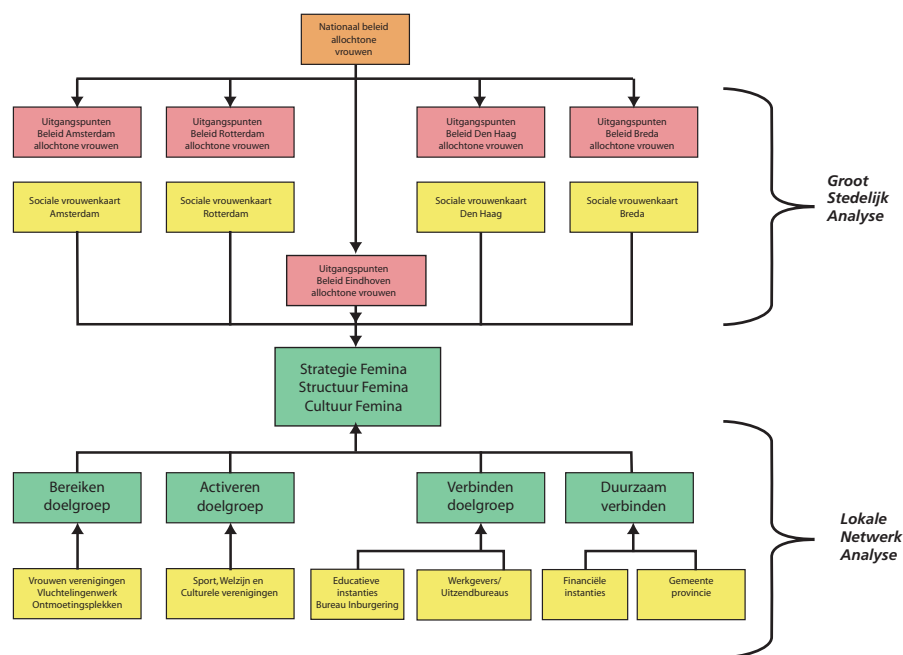 Nationaal beleid
allochtone
vrouwen
Uitgangspunten
Beleid Amsterdam
allochtone vrouwen
Uitgangspunten
Beleid Rotterdam
allochtone vrouwen
Uitgangspunten
Beleid Den Haag
allochtone vrouwen
Uitgangspunten
Beleid Breda
allochtone vrouwen
Sociale vrouwenkaart
Amsterdam
Sociale vrouwenkaart
Rotterdam
Sociale vrouwenkaart
Den Haag
Sociale vrouwenkaart
Breda
Groot
Stedelijk
Analyse
Uitgangspunten
Beleid Eindhoven
allochtone vrouwen
Strategie Femina
Structuur Femina
Cultuur Femina
Bereiken
doelgroep
Activeren
doelgroep
Verbinden
doelgroep
Duurzaam
verbinden
Lokale
Netwerk
Analyse
Vrouwen verenigingen
Vluchtelingenwerk
Ontmoetingsplekken
Sport, Welzijn en
Culturele verenigingen
Educatieve
instanties
Bureau Inburgering
Werkgevers/
Uitzendbureaus
Financiële
instanties
Gemeente
provincie